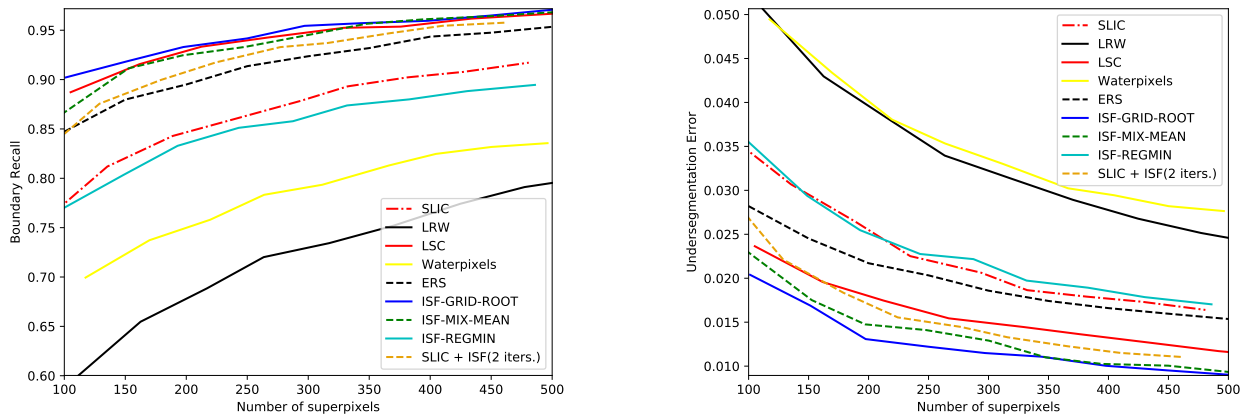 0.95
0.90
0.85
0.80
0.75
0.70
0.65
0.60
Boundary Recall
100 150 200 250 300 350 400 450 500
Number of superpixels
SLIC
LRW
LSC
Waterpixels
ERS
ISF-GRID-ROOT
ISF-MIX-MEAN
ISF-REGMIN
SLIC + ISF(2 iters.)
0.050
0.045
0.040
0.035
0.030
0.025
0.020
0.015
0.010
Undersegmentation Error
100 150 200 250 300 350 400 450 500
Number of superpixels
SLIC
LRW
LSC
Waterpixels
ERS
ISF-GRID-ROOT
ISF-MIX-MEAN
ISF-REGMIN
SLIC + ISF(2 iters.)